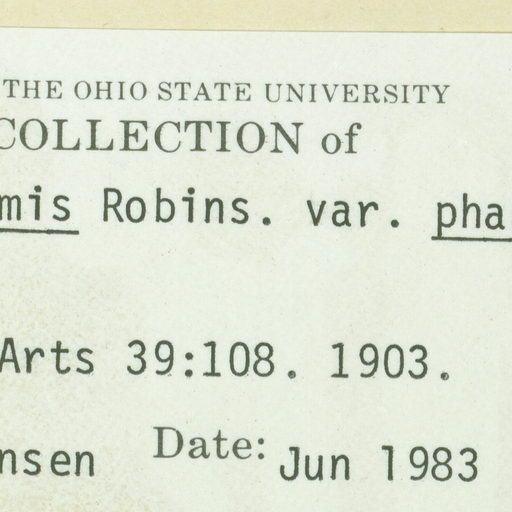 THE OHIO STATE UNIVERSITY
COLLECTION of
mis Robins. var. pha
Arts 39:108. 1903.
nsen Date: Jun 1983